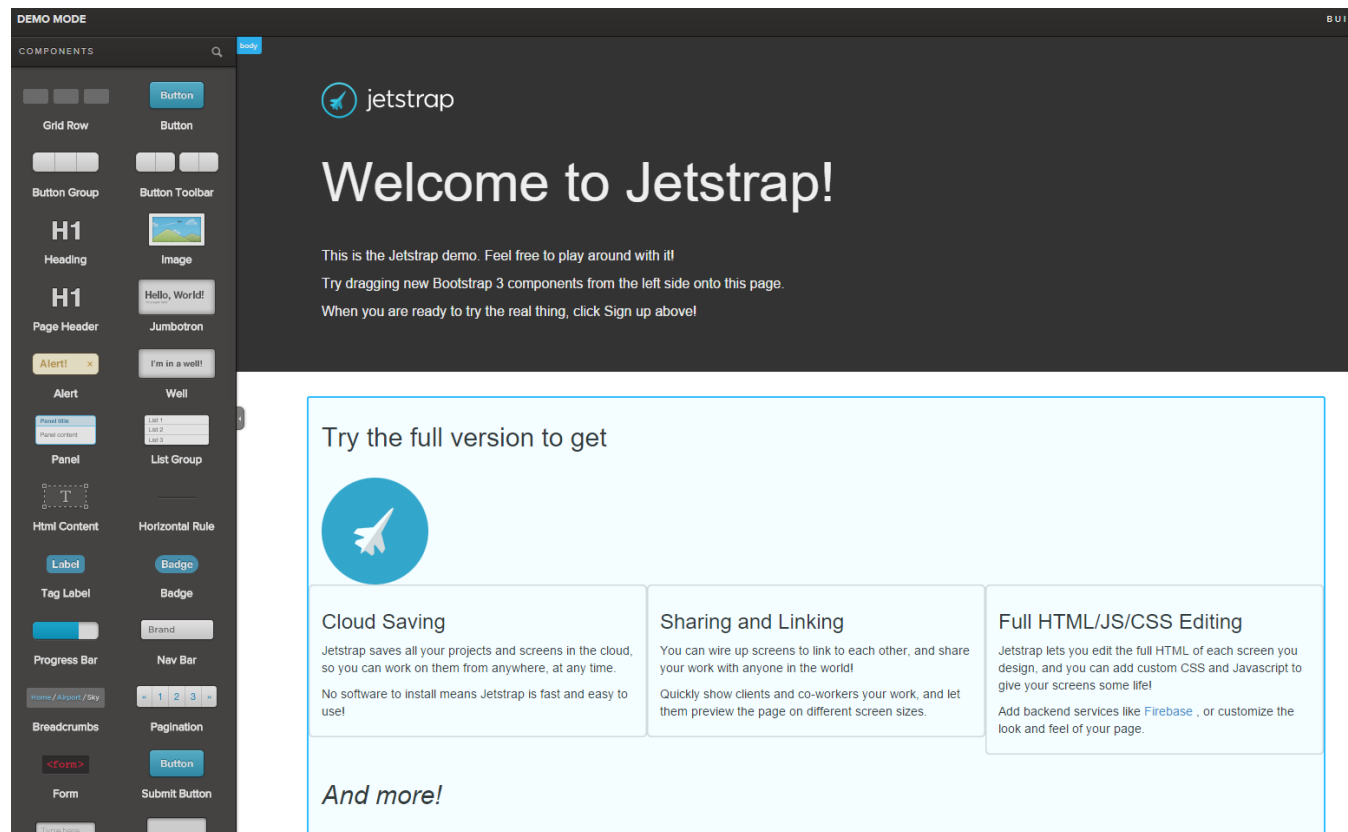 DEMO MODE
BUI
COMPONENTS
body
Button
Grid Row
Button
Button Group
Button Toolbar
H1
Heading
Image
H1
Hello, World!
Page Header
Jumbotron
Alert! ×
I'm in a well!
Alert
Well
Panel title
Panel content
List 1
List 2
List 3
Panel
List Group
T
Html Content
Horizontal Rule
Label
Badge
Tag Label
Badge
Brand
Progress Bar
Nav Bar
Home / Airport / Sky
« 1 2 3 »
Breadcrumbs
Pagination
<form>
Button
Form
Submit Button
Type here
jetstrap
Welcome to Jetstrap!
This is the Jetstrap demo. Feel free to play around with it!
Try dragging new Bootstrap 3 components from the left side onto this page.
When you are ready to try the real thing, click Sign up above!
Try the full version to get
Cloud Saving
Jetstrap saves all your projects and screens in the cloud,
so you can work on them from anywhere, at any time.
No software to install means Jetstrap is fast and easy to
use!
Sharing and Linking
You can wire up screens to link to each other, and share
your work with anyone in the world!
Quickly show clients and co-workers your work, and let
them preview the page on different screen sizes.
Full HTML/JS/CSS Editing
Jetstrap lets you edit the full HTML of each screen you
design, and you can add custom CSS and Javascript to
give your screens some life!
Add backend services like Firebase , or customize the
look and feel of your page.
And more!